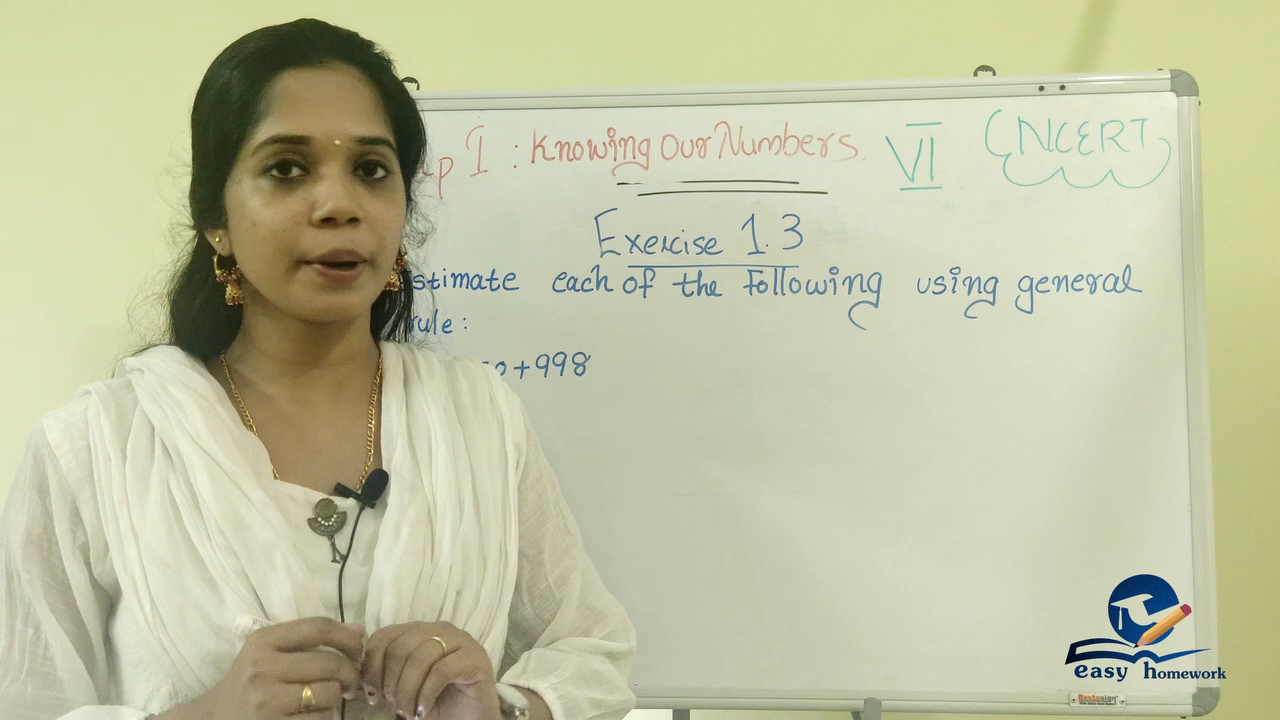 I : Knowing Our Numbers. VI NCERT
Exercise 1.3
stimate each of the following using general
rule :
+998
easy homework